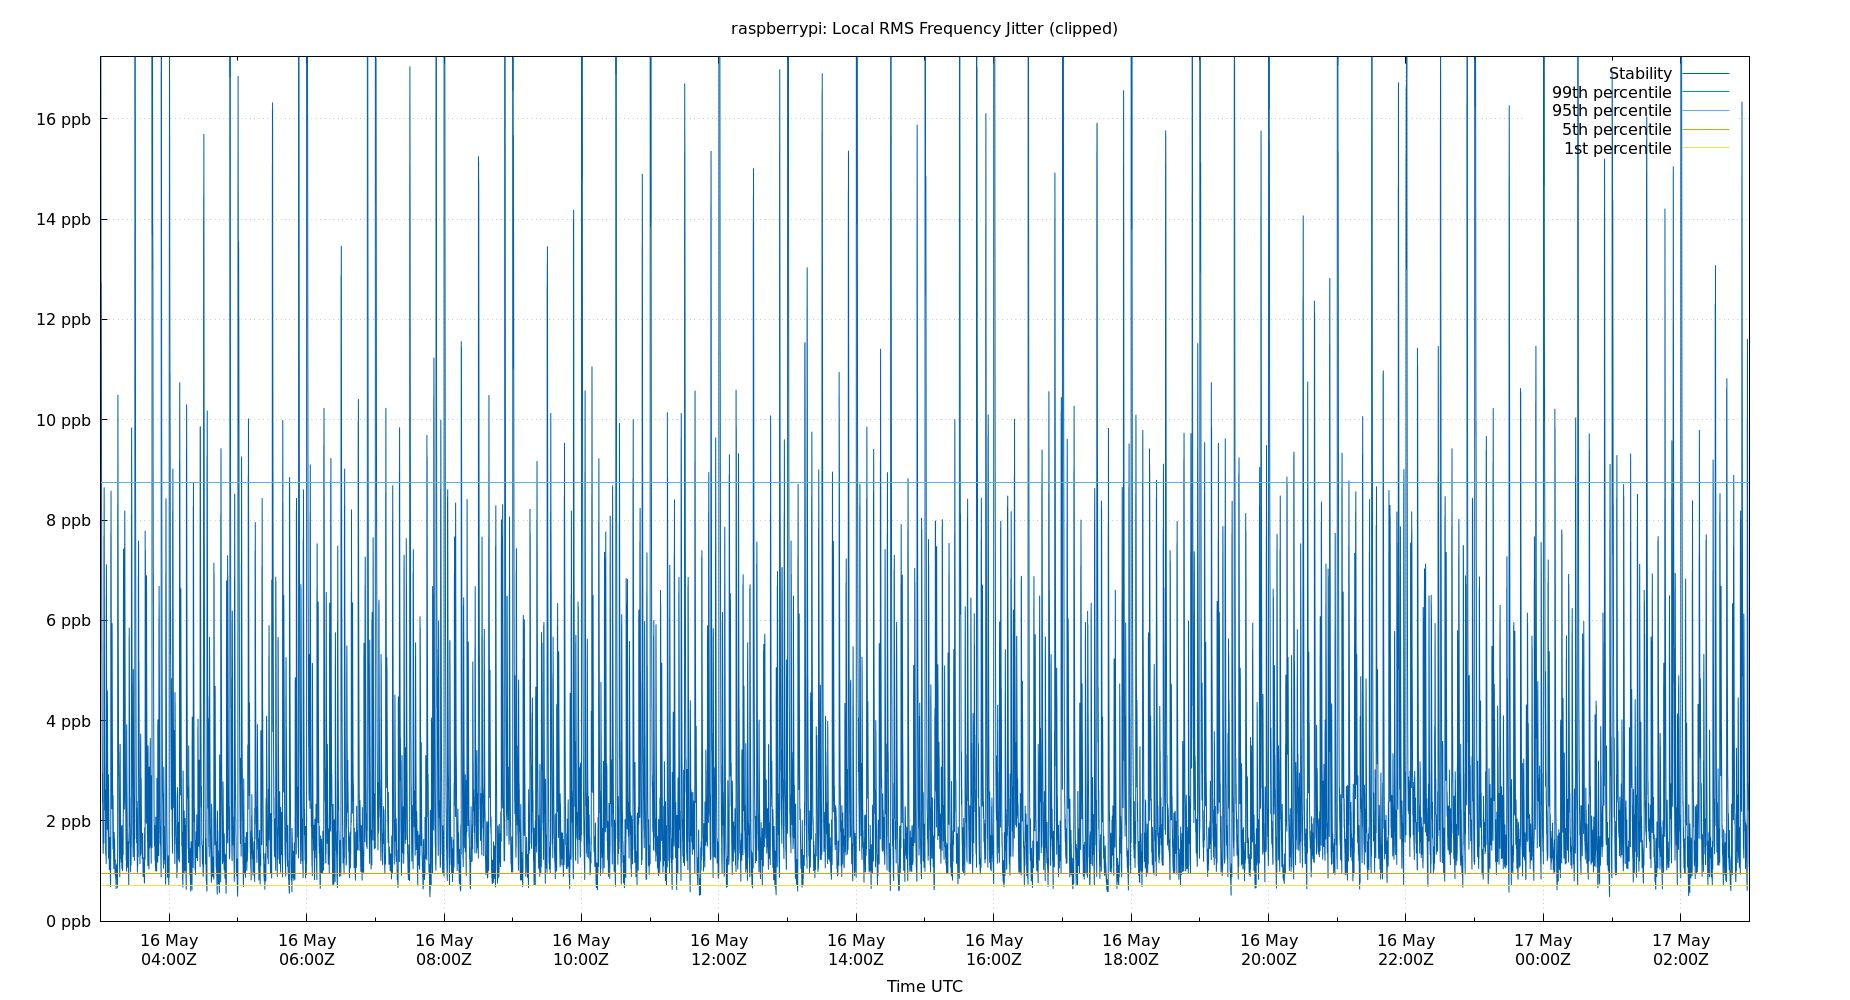 raspberrypi: Local RMS Frequency Jitter (clipped)
Stability
99th percentile
95th percentile
5th percentile
1st percentile
16 ppb
14 ppb
12 ppb
10 ppb
8 ppb
6 ppb
4 ppb
2 ppb
0 ppb
16 May 16 May 16 May 16 May 16 May 16 May 16 May 16 May 16 May 16 May 17 May 17 May
04:00Z 06:00Z 08:00Z 10:00Z 12:00Z 14:00Z 16:00Z 18:00Z 20:00Z 22:00Z 00:00Z 02:00Z
Time UTC